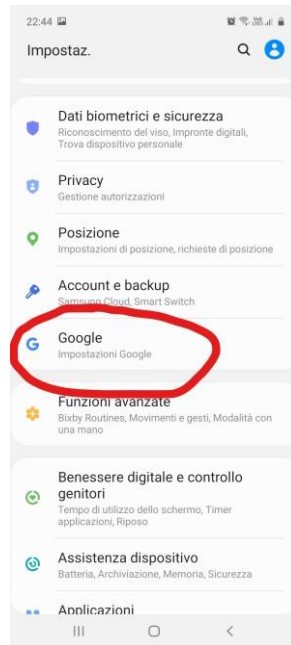 22:44
Impostaz.
Dati biometrici e sicurezza
Riconoscimento del viso, Impronte digitali,
Trova dispositivo personale
Privacy
Gestione autorizzazioni
Posizione
Impostazioni di posizione, richieste di posizione
Account e backup
Samsung Cloud, Smart Switch
G Google
Impostazioni Google
Funzioni avanzate
Bixby Routines, Movimenti e gesti, Modalità con
una mano
Benessere digitale e controllo
genitori
Tempo di utilizzo dello schermo, Timer
applicazioni, Riposo
Assistenza dispositivo
Batteria, Archiviazione, Memoria, Sicurezza
Applicazioni